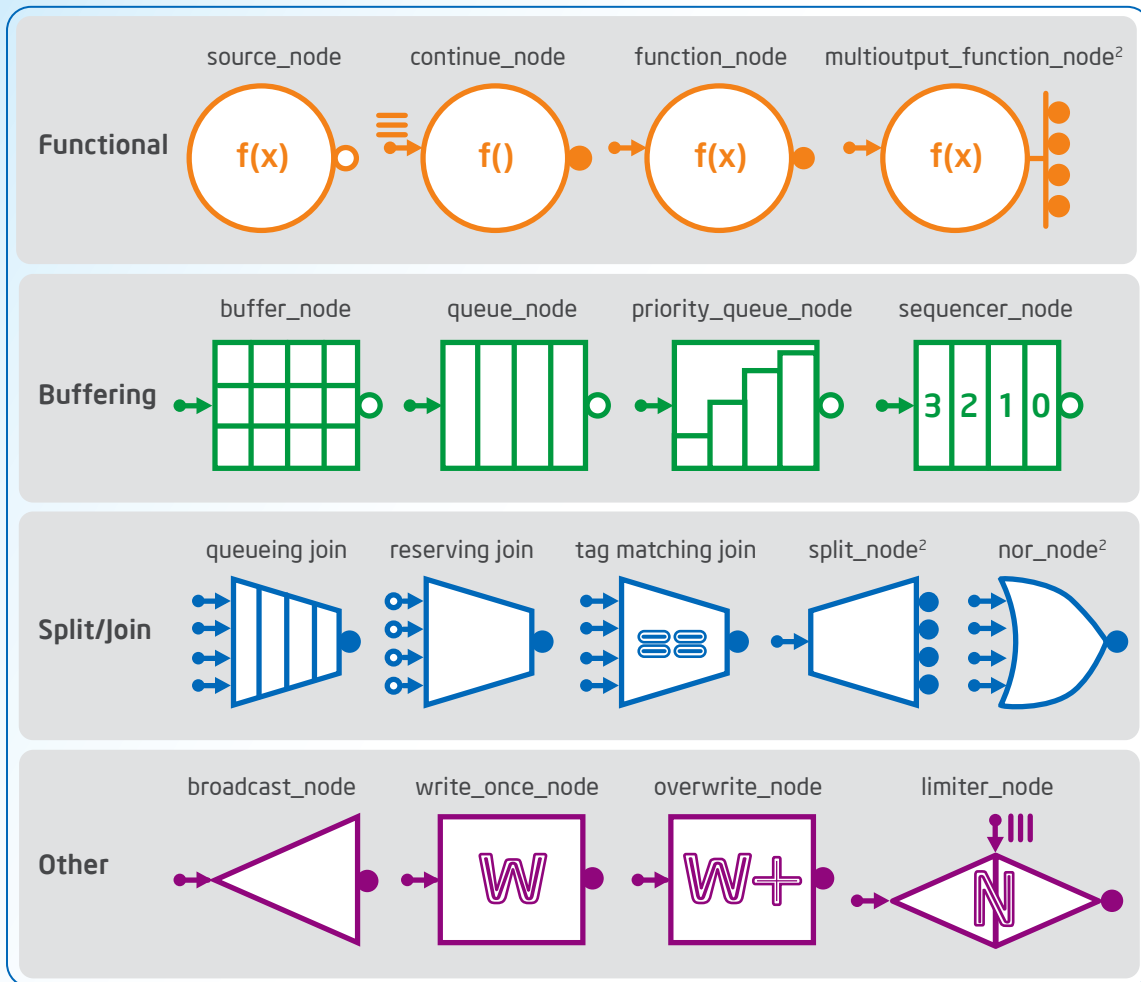 source_node continue_node function_node multioutput_function_node²
Functional f(x) f() f(x) f(x)
buffer_node queue_node priority_queue_node sequencer_node
Buffering 3 2 1 0
queueing join reserving join tag matching join split_node² nor_node²
Split/Join
broadcast_node write_once_node overwrite_node limiter_node
Other W W+ N